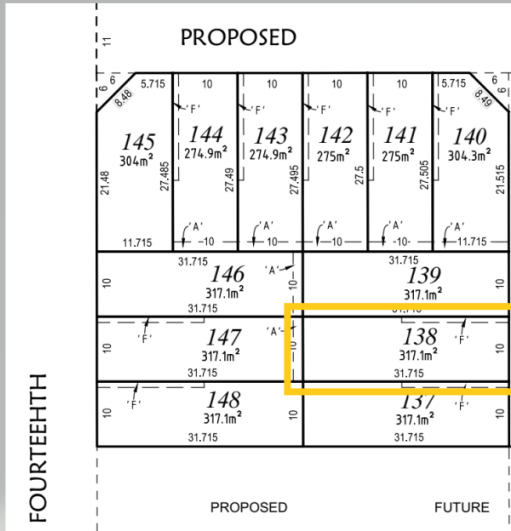 11
PROPOSED
6 6 8.48 5.715 10 10 10 10 5.715 6 6 8.49
'F' 'F' 'F' 'F' 'F'
145 144 143 142 141 140
304m² 274.9m² 274.9m² 275m² 275m² 304.3m²
21.48 27.485 27.49 27.495 27.5 27.505 21.515
'A' 'A' 'A' 'A' 'A'
11.715 10 10 10 10 11.715
31.715 'A' 31.715
10 146 10 139 10
317.1m² 317.1m²
31.715 31.715
'A'
10 147 10 138 10
'F' 317.1m² 317.1m² 'F'
31.715 31.715
'F' 148 137 'F'
10 317.1m² 10 317.1m² 10
31.715 31.715
FOURTEEHTH
PROPOSED FUTURE